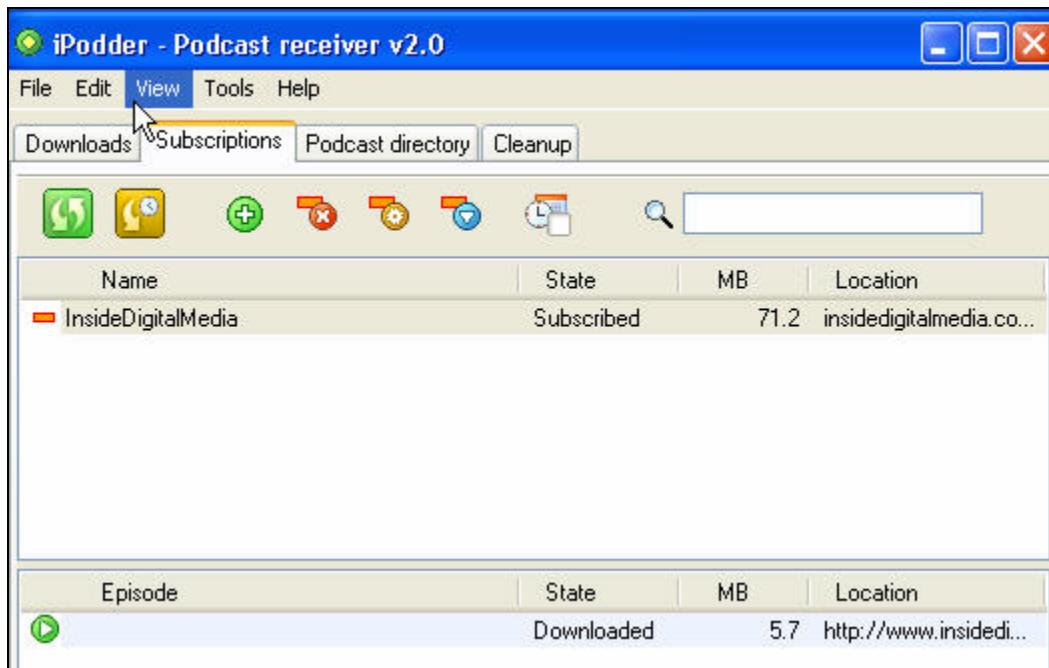 iPodder - Podcast receiver v2.0
File Edit View Tools Help
Downloads Subscriptions Podcast directory Cleanup
Name State MB Location
InsideDigitalMedia Subscribed 71.2 insidedigitalmedia.co...
Episode State MB Location
Downloaded 5.7 http://www.insidedi...